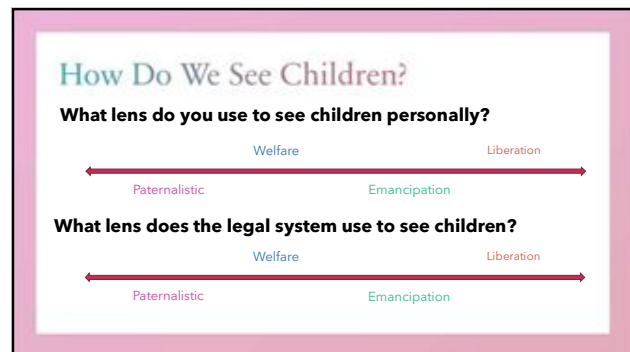 How Do We See Children?
What lens do you use to see children personally?
Welfare Liberation
Paternalistic Emancipation
What lens does the legal system use to see children?
Welfare Liberation
Paternalistic Emancipation